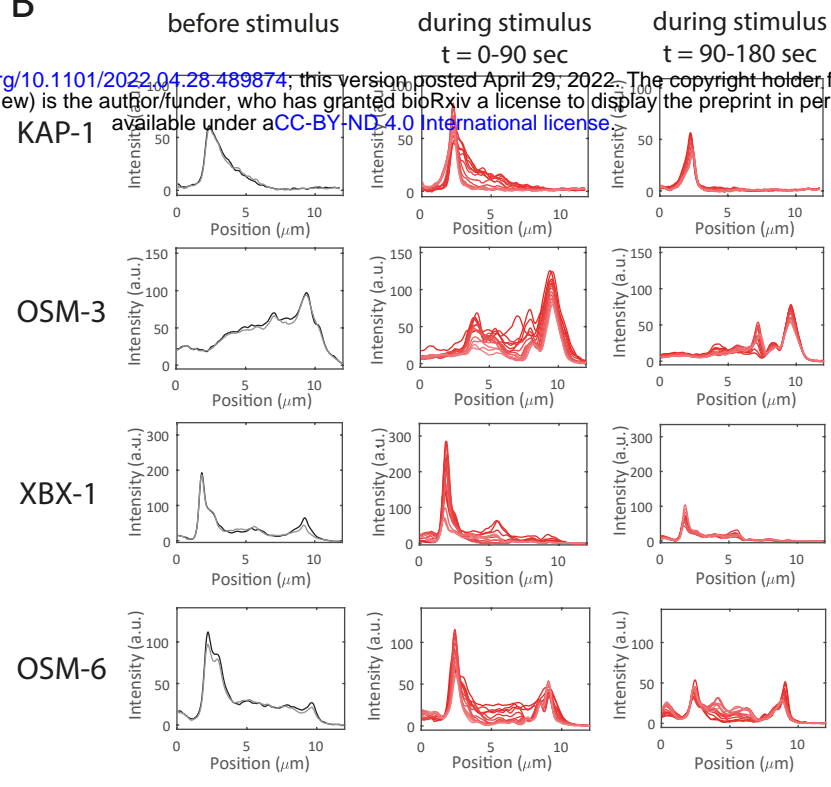 B
before stimulus during stimulus during stimulus
t = 0-90 sec t = 90-180 sec
rg/10.1101/2022.04.28.489874; this version posted April 29, 2022. The copyright holder f
ew) is the author/funder, who has granted bioRxiv a license to display the preprint in per
available under aCC-BY-ND 4.0 International license.
KAP-1
Intensity (a.u.) Intensity (a.u.) Intensity (a.u.)
100 100 100
50 50 50
0 0 0
0 5 10 0 5 10 0 5 10
Position (μm) Position (μm) Position (μm)
OSM-3
Intensity (a.u.) Intensity (a.u.) Intensity (a.u.)
150 150 150
100 100 100
50 50 50
0 0 0
0 5 10 0 5 10 0 5 10
Position (μm) Position (μm) Position (μm)
XBX-1
Intensity (a.u.) Intensity (a.u.) Intensity (a.u.)
300 300 300
200 200 200
100 100 100
0 0 0
0 5 10 0 5 10 0 5 10
Position (μm) Position (μm) Position (μm)
OSM-6
Intensity (a.u.) Intensity (a.u.) Intensity (a.u.)
100 100 100
50 50 50
0 0 0
0 5 10 0 5 10 0 5 10
Position (μm) Position (μm) Position (μm)